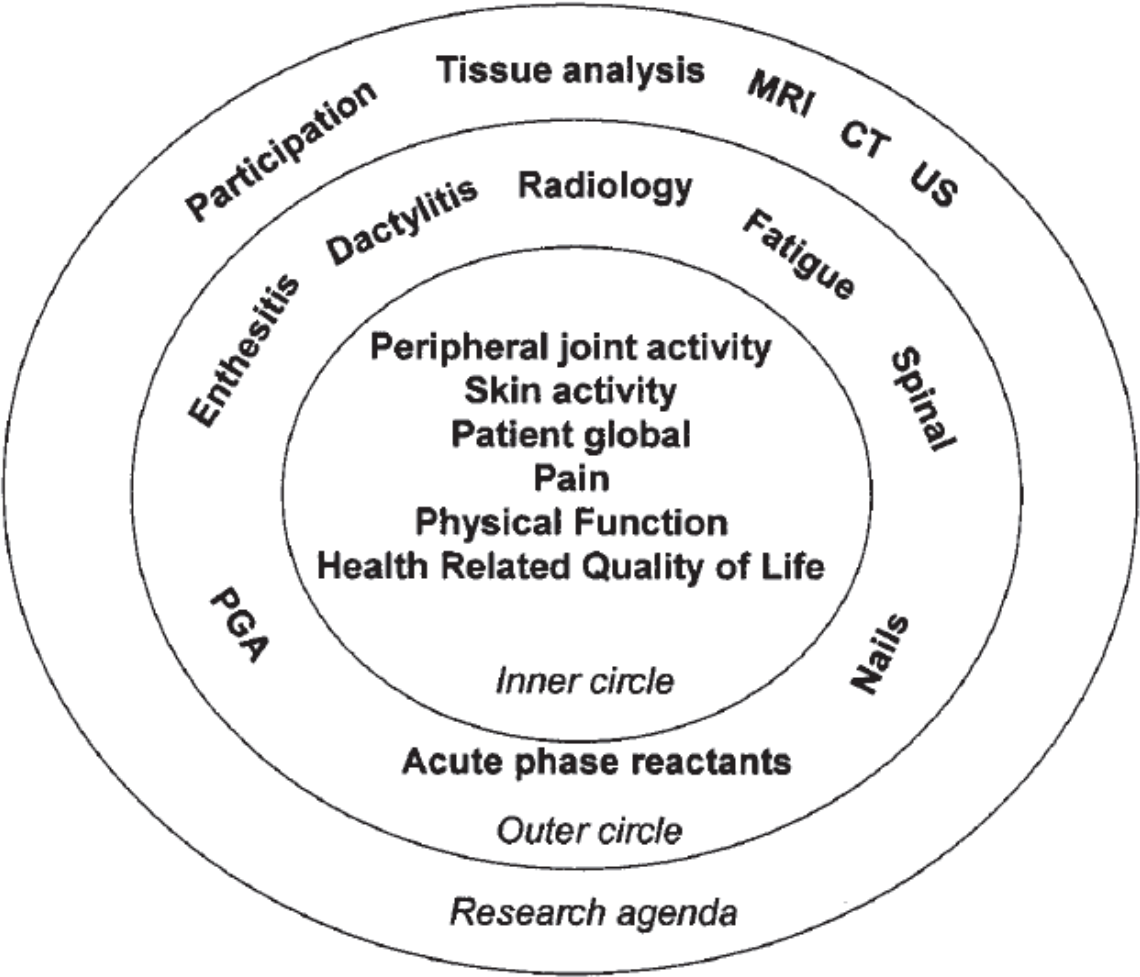 Tissue analysis
Participation
MRI
CT
US
Radiology
Dactylitis
Fatigue
Enthesitis
Spinal
Peripheral joint activity
Skin activity
Patient global
Pain
Physical Function
Health Related Quality of Life
PGA
Nails
Inner circle
Acute phase reactants
Outer circle
Research agenda